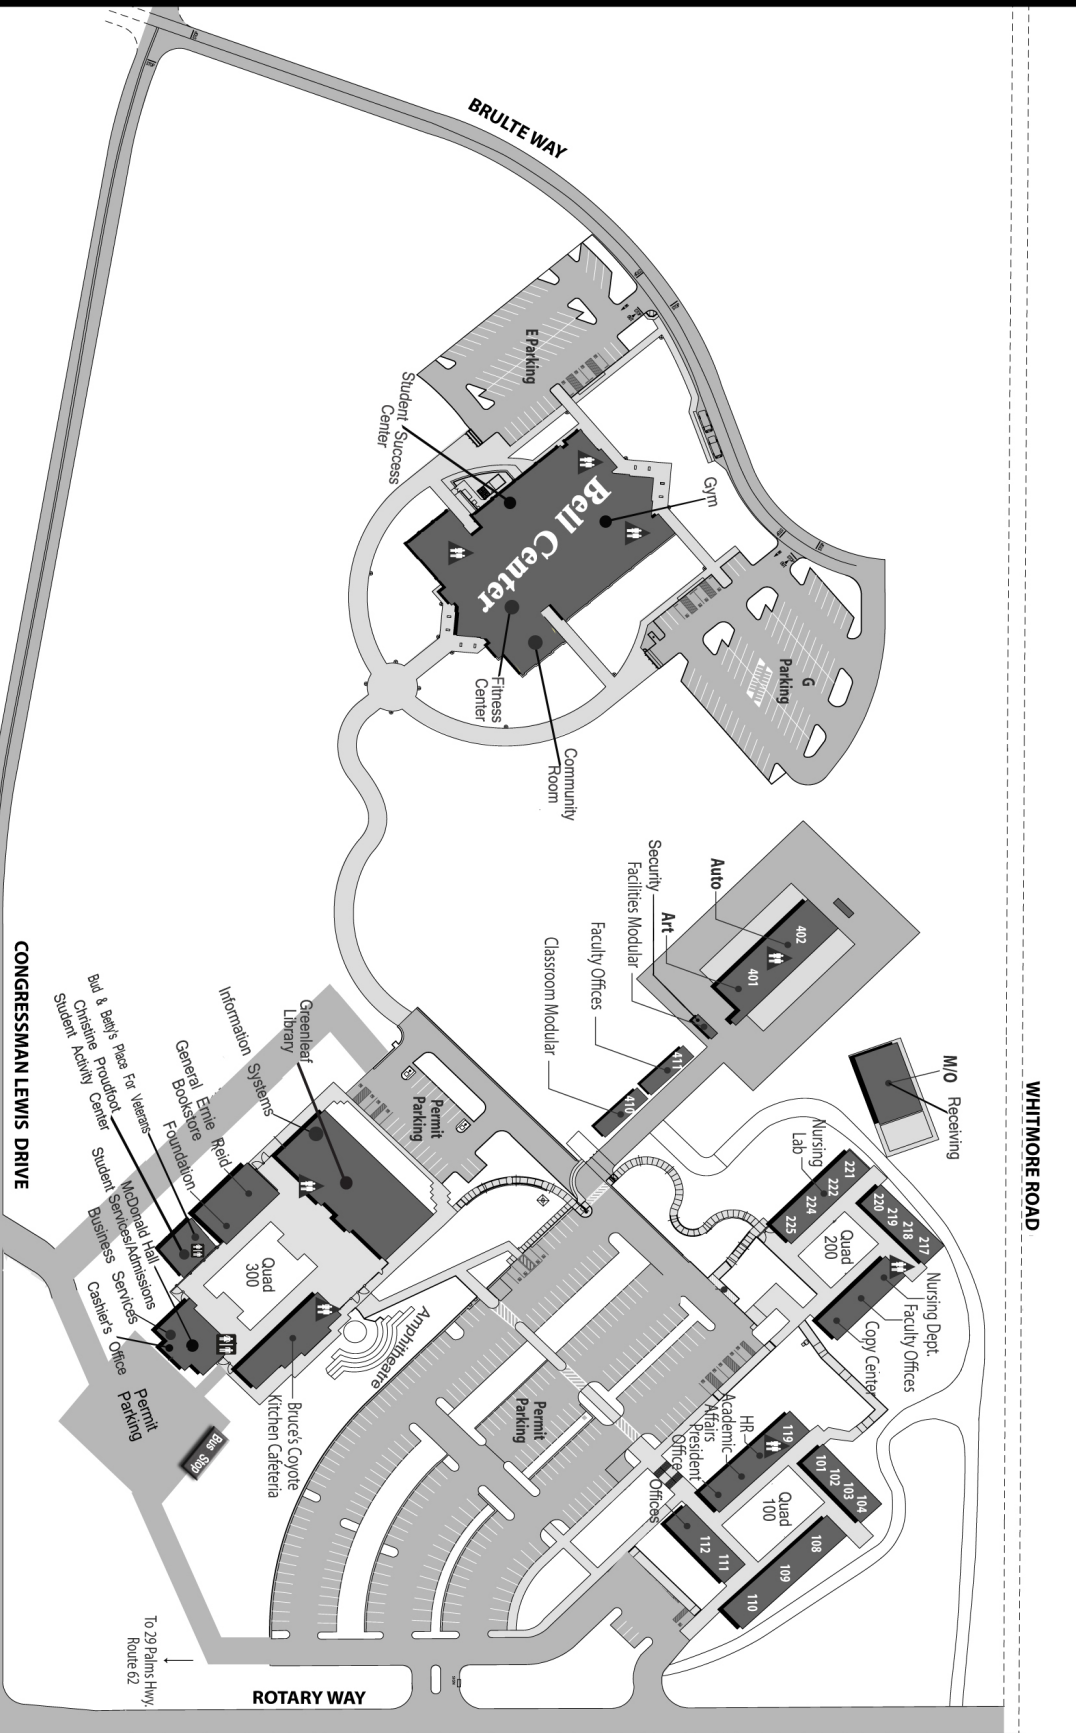 BRULTE WAY
WHITMORE ROAD
E Parking
Student Success
Center
Gym
Bell Center
G
Parking
Fitness
Center
Community
Room
Auto
402
401
Art
Security
Facilities Modular
Faculty Offices
Classroom Modular
411
410
M/O Receiving
CONGRESSMAN LEWIS DRIVE
Greenleaf
Library
Information Systems
General Ernie Reid
Bookstore
Foundation
Bud & Betty's Place For Veterans
Christine Proudfoot
Student Activity Center
McDonald Hall
Student Services/Admissions
Business Services
Cashier's Office
Permit
Parking
Quad
300
Amphitheatre
Bruce's Coyote
Kitchen Cafeteria
Permit
Parking
Bus Stop
Permit
Parking
Nursing
Lab
221
222
224
225
220
219
218
217
Quad
200
Nursing Dept.
Faculty Offices
Copy Center
HR
Academic
Affairs
President
Office
Offices
119
101
102
103
104
Quad
100
108
109
110
111
112
To 29 Palms Hwy.
Route 62
ROTARY WAY